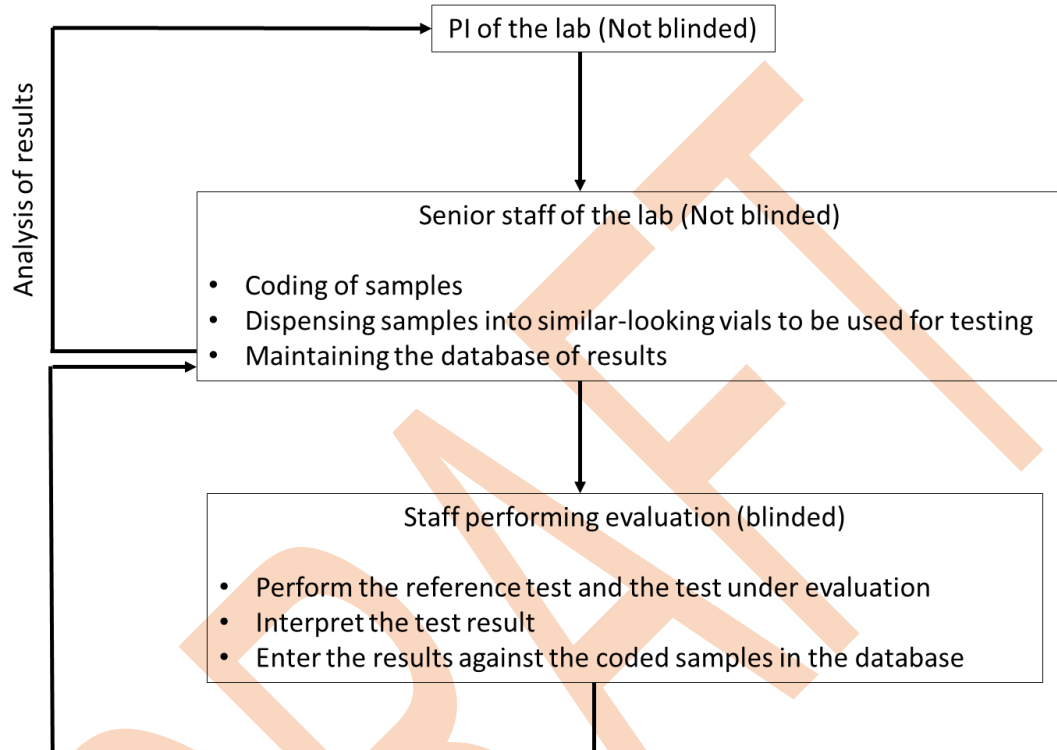 PI of the lab (Not blinded)
Analysis of results
Senior staff of the lab (Not blinded)
• Coding of samples
• Dispensing samples into similar-looking vials to be used for testing
• Maintaining the database of results
Staff performing evaluation (blinded)
• Perform the reference test and the test under evaluation
• Interpret the test result
• Enter the results against the coded samples in the database
DRAFT